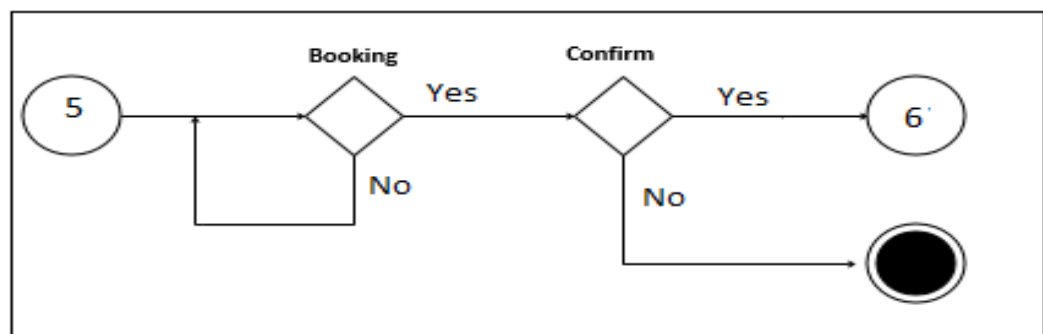 Booking
Confirm
5
Yes
Yes
6
No
No